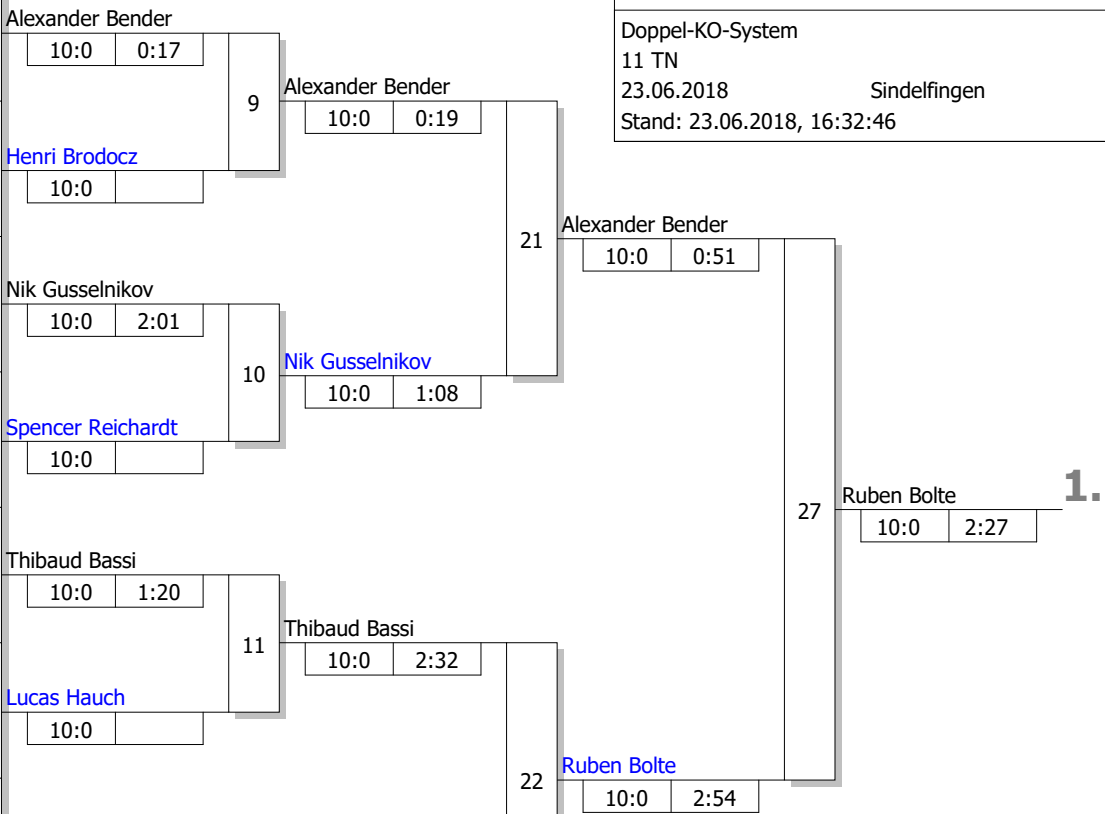 Alexander Bender
10:0 0:17
Doppel-KO-System
11 TN
23.06.2018 Sindelfingen
Stand: 23.06.2018, 16:32:46
9
Alexander Bender
10:0 0:19
Henri Brodocz
10:0
21
Alexander Bender
10:0 0:51
Nik Gusselnikov
10:0 2:01
10
Nik Gusselnikov
10:0 1:08
Spencer Reichardt
10:0
27
Ruben Bolte
1.
10:0 2:27
Thibaud Bassi
10:0 1:20
11
Thibaud Bassi
10:0 2:32
Lucas Hauch
10:0
22
Ruben Bolte
10:0 2:54